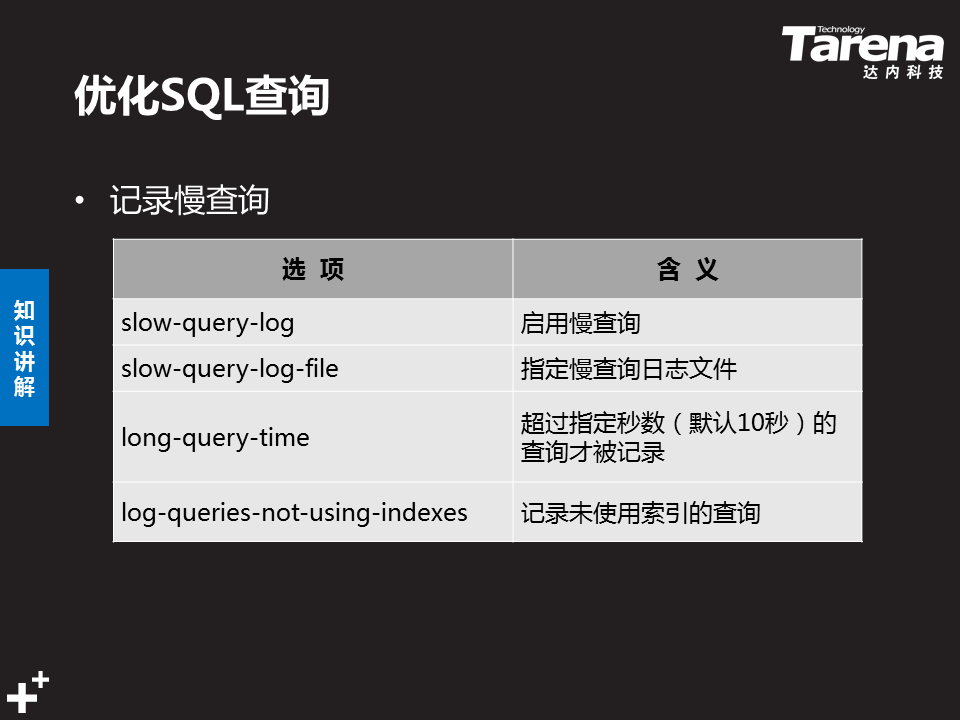 Technology
Tarena
达内科技
优化SQL查询
• 记录慢查询
选 项
含 义
slow-query-log
启用慢查询
slow-query-log-file
指定慢查询日志文件
long-query-time
超过指定秒数（默认10秒）的
查询才被记录
log-queries-not-using-indexes
记录未使用索引的查询
知
识
讲
解